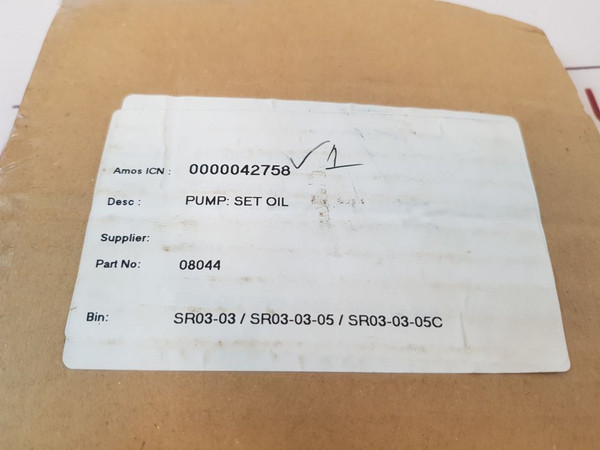 Amos ICN : 0000042758 ✓ 1
Desc : PUMP: SET OIL
Supplier:
Part No: 08044
Bin: SR03-03 / SR03-03-05 / SR03-03-05C